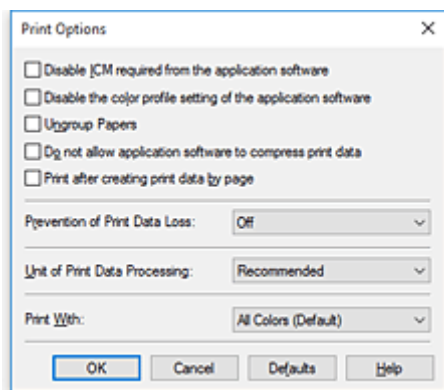 Print Options
Disable ICM required from the application software
Disable the color profile setting of the application software
Ungroup Papers
Do not allow application software to compress print data
Print after creating print data by page
Prevention of Print Data Loss: Off
Unit of Print Data Processing: Recommended
Print With: All Colors (Default)
OK Cancel Defaults Help